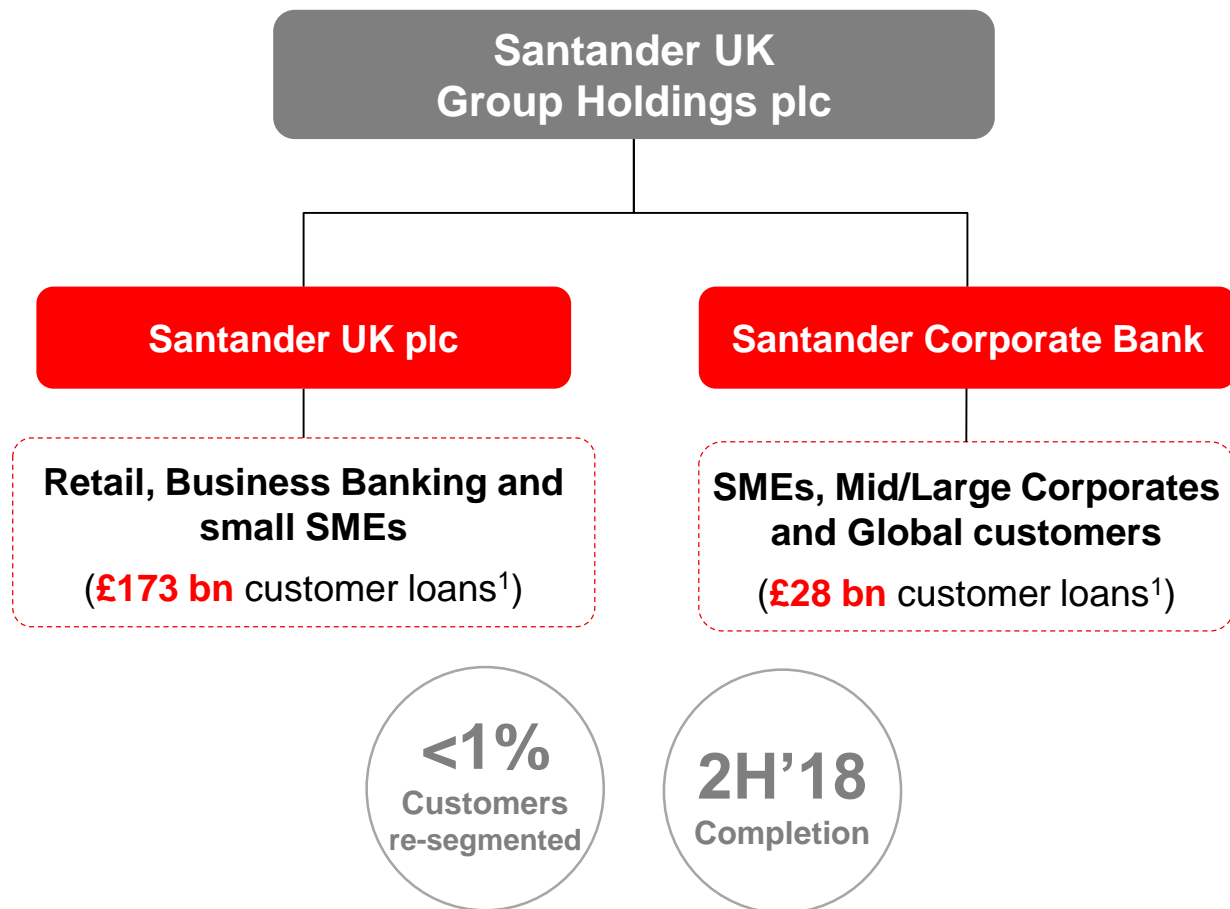 Santander UK
Group Holdings plc
Santander UK plc
Santander Corporate Bank
Retail, Business Banking and
small SMEs
(£173 bn customer loans¹)
SMEs, Mid/Large Corporates
and Global customers
(£28 bn customer loans¹)
<1%
Customers
re-segmented
2H’18
Completion